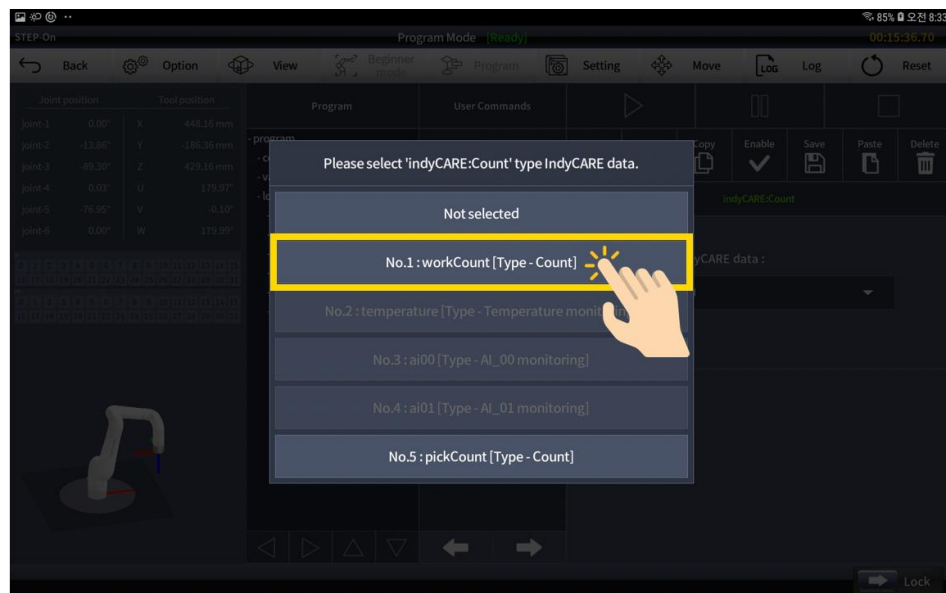 85% 오전 8:33
STEP-On
Program Mode [Ready]
00:15:36.70
Back
Option
View
Beginner mode
Program
Setting
Move
LOG
Log
Reset
Joint position
Tool position
Program
User Commands
Joint-1 0.00° X 448.16 mm
Joint-2 -13.86° Y -186.36 mm
Joint-3 -89.30° Z 429.16 mm
Joint-4 0.03° U 179.97°
Joint-5 -76.95° V -0.10°
Joint-6 0.00° W 179.99°
- program
Copy
Enable
Save
Paste
Delete
indyCARE:Count
Please select 'indyCARE:Count' type IndyCARE data.
Not selected
No.1 : workCount [Type - Count]
No.2 : temperature [Type - Temperature
No.3 : ai00 [Type - AI_00 monitoring]
No.4 : ai01 [Type - AI_01 monitoring]
No.5 : pickCount [Type - Count]
data :
Lock